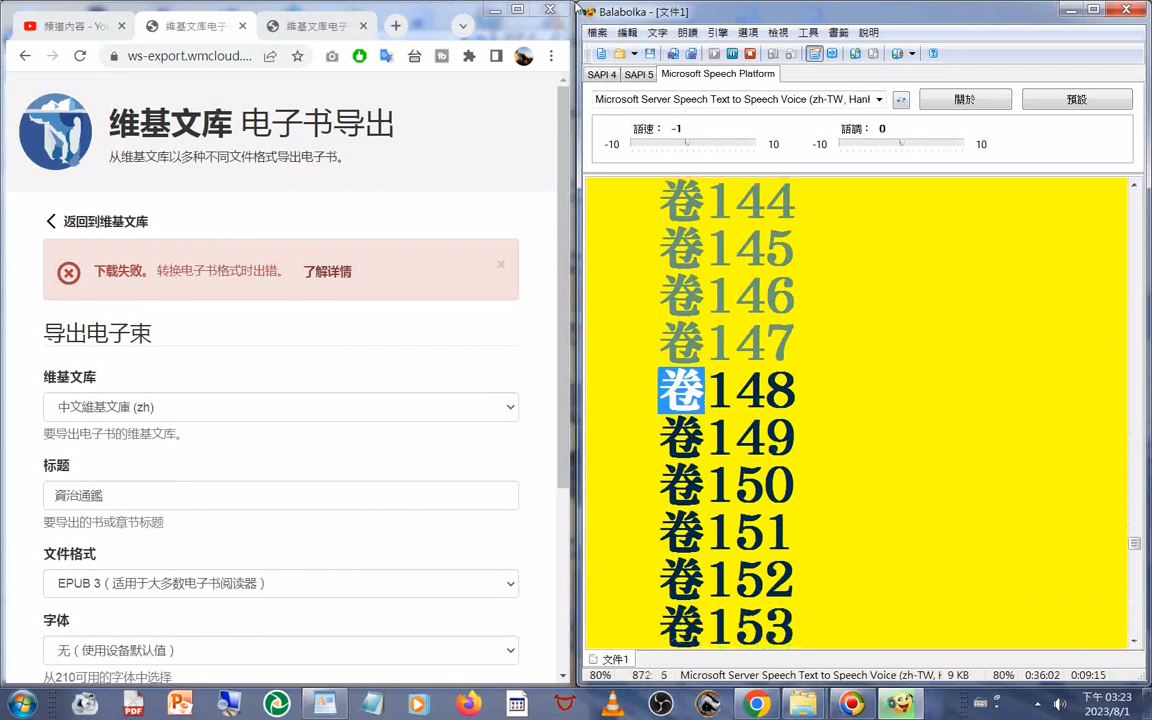 頻道內容 - You
维基文库电子书
维基文库电子书
ws-export.wmcloud....
维基文库 电子书导出
从维基文库以多种不同文件格式导出电子书。
返回到维基文库
下载失败。 转换电子书格式时出错。 了解详情
导出电子束
维基文库
中文維基文庫 (zh)
要导出电子书的维基文库。
标题
資治通鑑
要导出的书或章节标题
文件格式
EPUB 3（适用于大多数电子书阅读器）
字体
无（使用设备默认值）
从210可用的字体中选择
Balabolka - [文件1]
檔案 編輯 文字 朗讀 引擎 選項 檢視 工具 書籤 說明
SAPI 4 SAPI 5 Microsoft Speech Platform
Microsoft Server Speech Text to Speech Voice (zh-TW, Hanl
關於 預設
語速： -1 語調： 0
-10 10 -10 10
卷144
卷145
卷146
卷147
卷148
卷149
卷150
卷151
卷152
卷153
文件1
80% 872: 5 Microsoft Speech Platform Microsoft Server Speech Text to Speech Voice (zh-TW, H 9 KB 80% 0:36:02 0:09:15
下午 03:23
2023/8/1